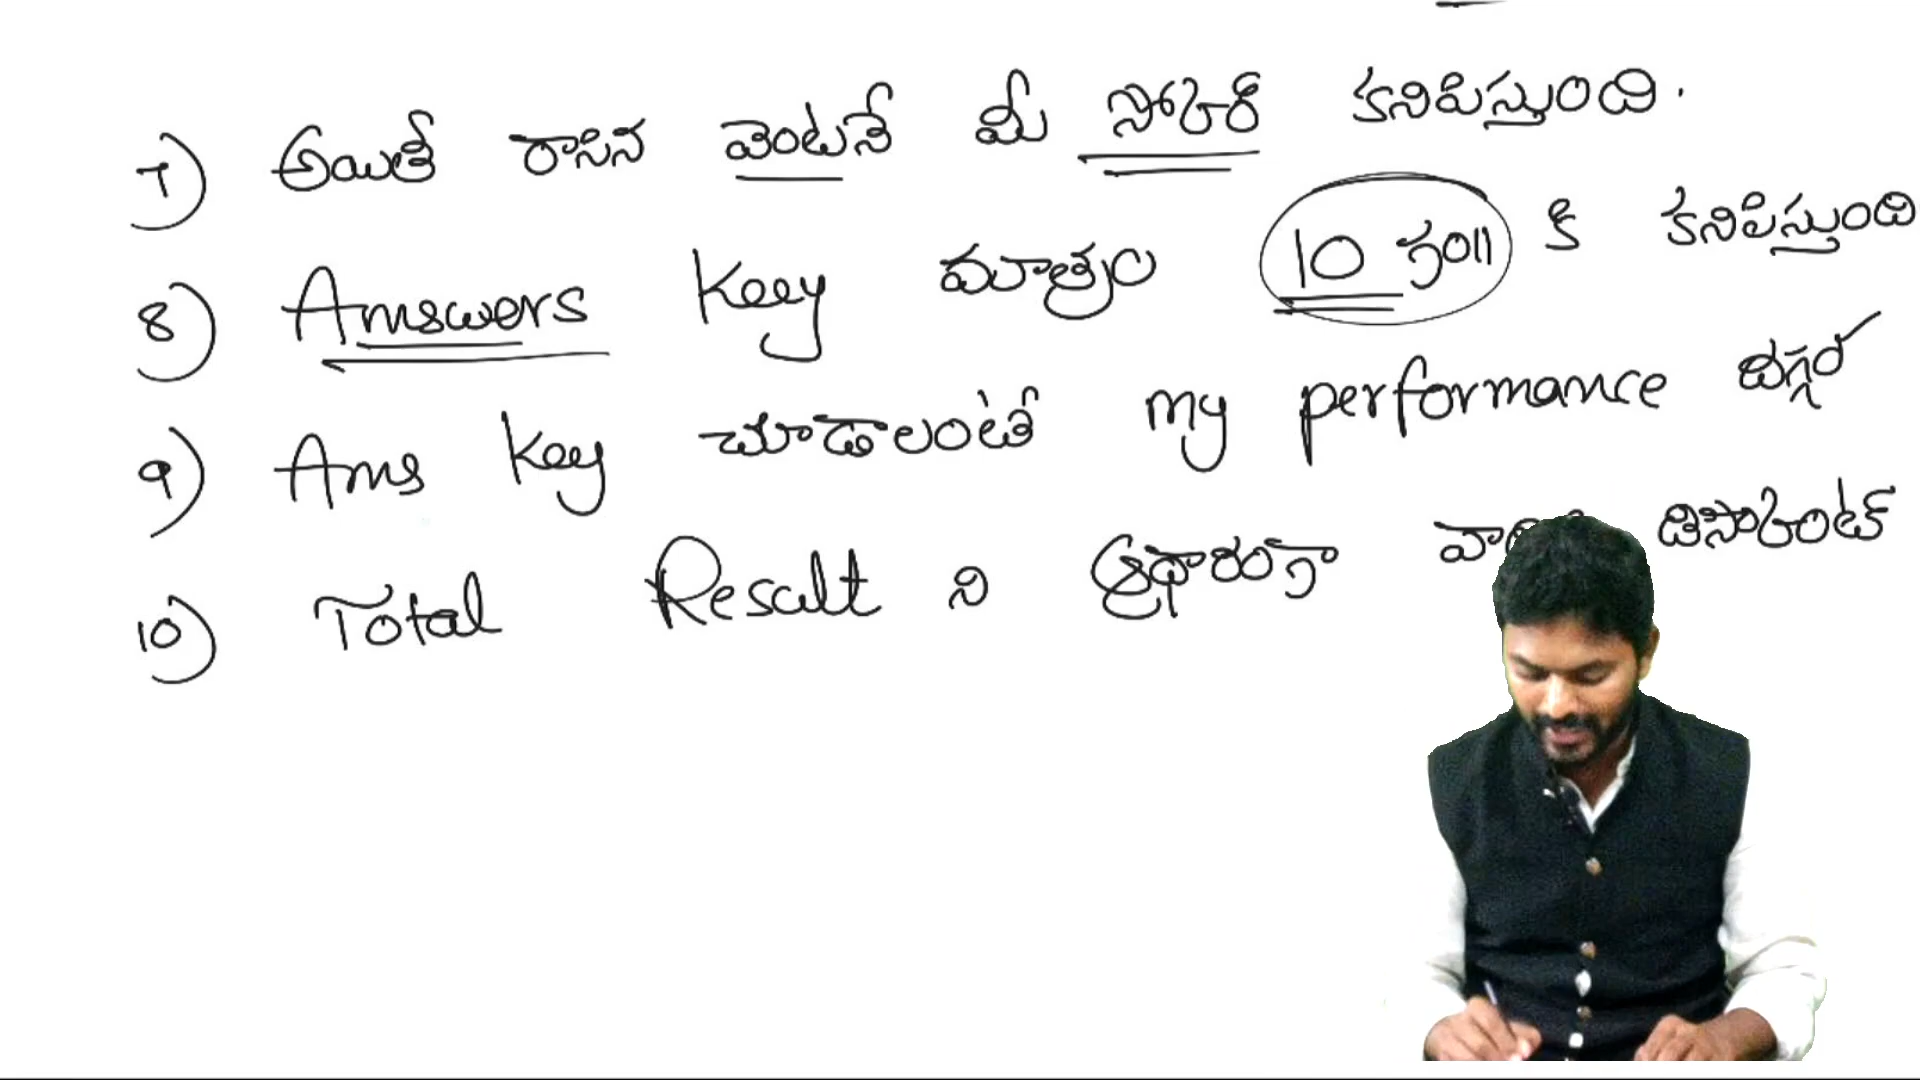 7) అయితే రాసిన వెంటనే మీ స్కోర్ కనిపిస్తుంది.
8) Answers Key మాత్రం 10 గం॥ కి కనిపిస్తుంది
9) Ans Key చూడాలంటే my performance దగ్గర
10) Total Result ని ఆధారంగా డిస్కౌంట్